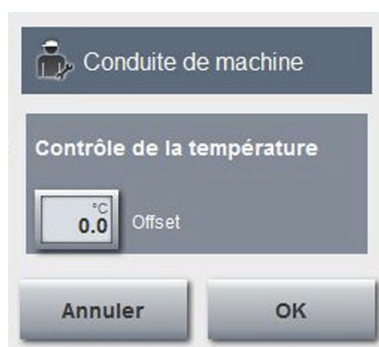 Conduite de machine
Contrôle de la température
°C
0.0
Offset
Annuler
OK